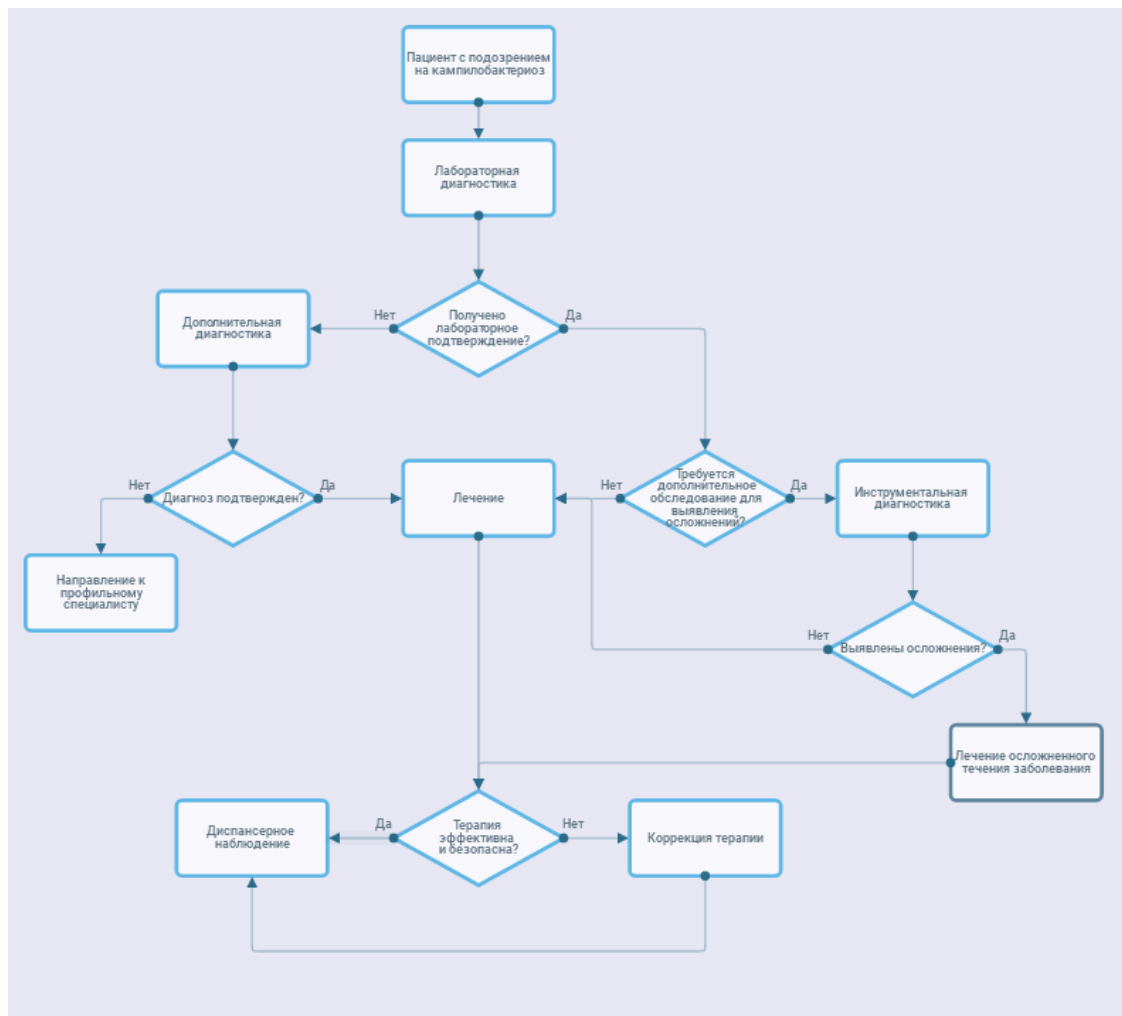 Пациент с подозрением
на кампилобактериоз
Лабораторная
диагностика
Получено
лабораторное
подтверждение?
Нет
Да
Дополнительная
диагностика
Диагноз подтвержден?
Нет
Да
Лечение
Требуется
дополнительное
обследование для
выявления
осложнений?
Нет
Да
Инструментальная
диагностика
Направление к
профильному
специалисту
Выявлены осложнения?
Нет
Да
Лечение осложненного
течения заболевания
Терапия
эффективна
и безопасна?
Да
Нет
Диспансерное
наблюдение
Коррекция терапии